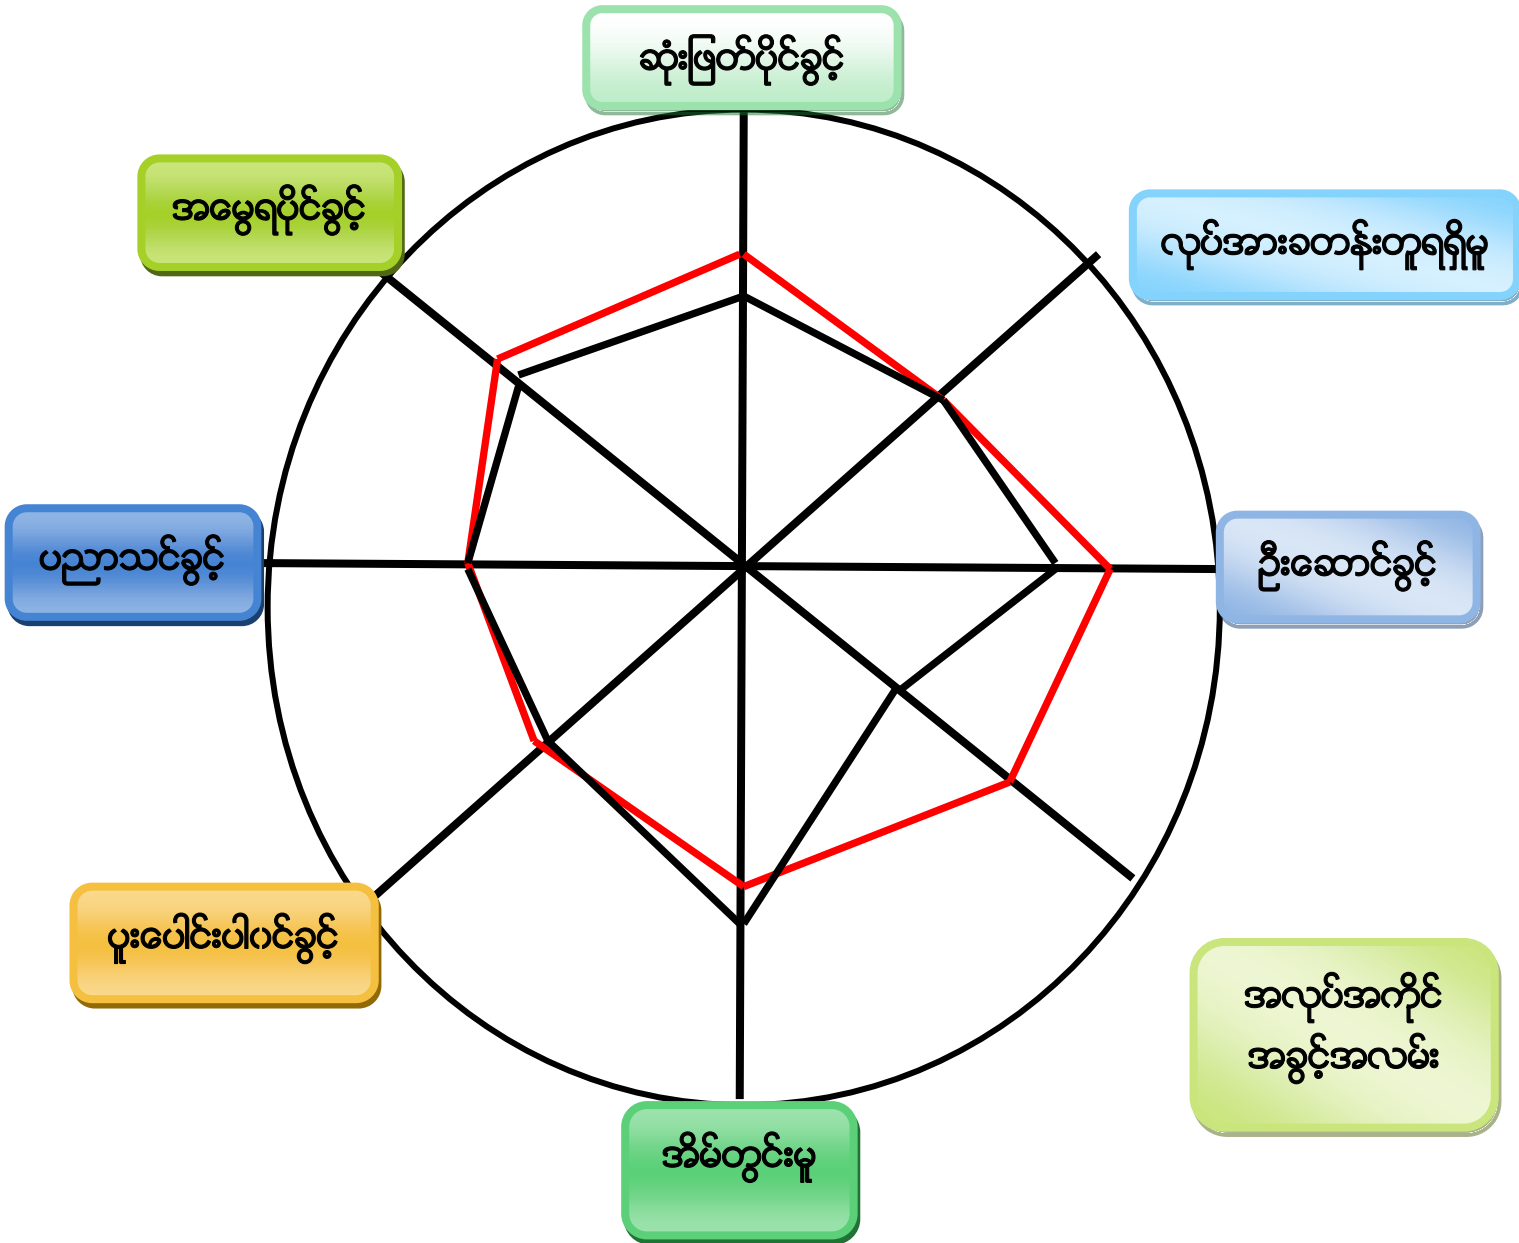 ဆုံးဖြတ်ပိုင်ခွင့်
အမွေရပိုင်ခွင့်
လုပ်အားခတန်းတူရရှိမှု
ပညာသင်ခွင့်
ဦးဆောင်ခွင့်
ပူးပေါင်းပါ၀င်ခွင့်
အလုပ်အကိုင်
အခွင့်အလမ်း
အိမ်တွင်းမှု